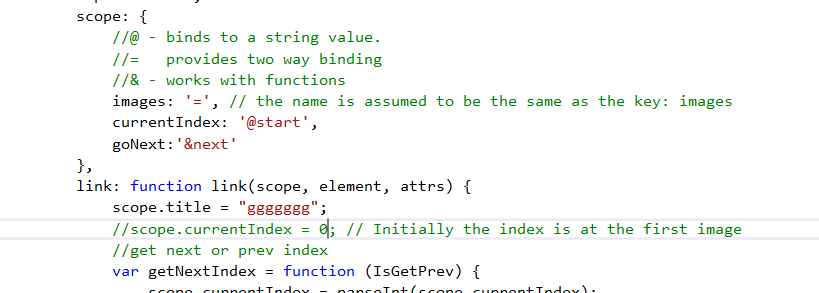 scope: {
//@ - binds to a string value.
//=   provides two way binding
//& - works with functions
images: '=', // the name is assumed to be the same as the key: images
currentIndex: '@start',
goNext:'&next'
},
link: function link(scope, element, attrs) {
scope.title = "ggggggg";
//scope.currentIndex = 0; // Initially the index is at the first image
//get next or prev index
var getNextIndex = function (IsGetPrev) {
scope.currentIndex = parseInt(scope.currentIndex);